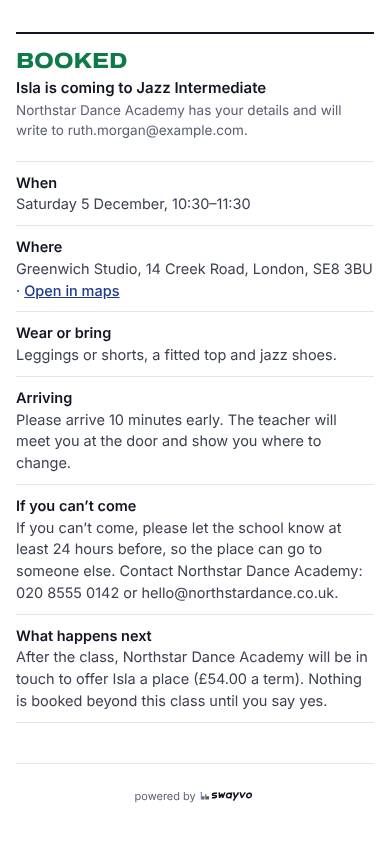 BOOKED
Isla is coming to Jazz Intermediate
Northstar Dance Academy has your details and will
write to ruth.morgan@example.com.
When
Saturday 5 December, 10:30–11:30
Where
Greenwich Studio, 14 Creek Road, London, SE8 3BU
· Open in maps
Wear or bring
Leggings or shorts, a fitted top and jazz shoes.
Arriving
Please arrive 10 minutes early. The teacher will
meet you at the door and show you where to
change.
If you can’t come
If you can’t come, please let the school know at
least 24 hours before, so the place can go to
someone else. Contact Northstar Dance Academy:
020 8555 0142 or hello@northstardance.co.uk.
What happens next
After the class, Northstar Dance Academy will be in
touch to offer Isla a place (£54.00 a term). Nothing
is booked beyond this class until you say yes.
powered by swayvo